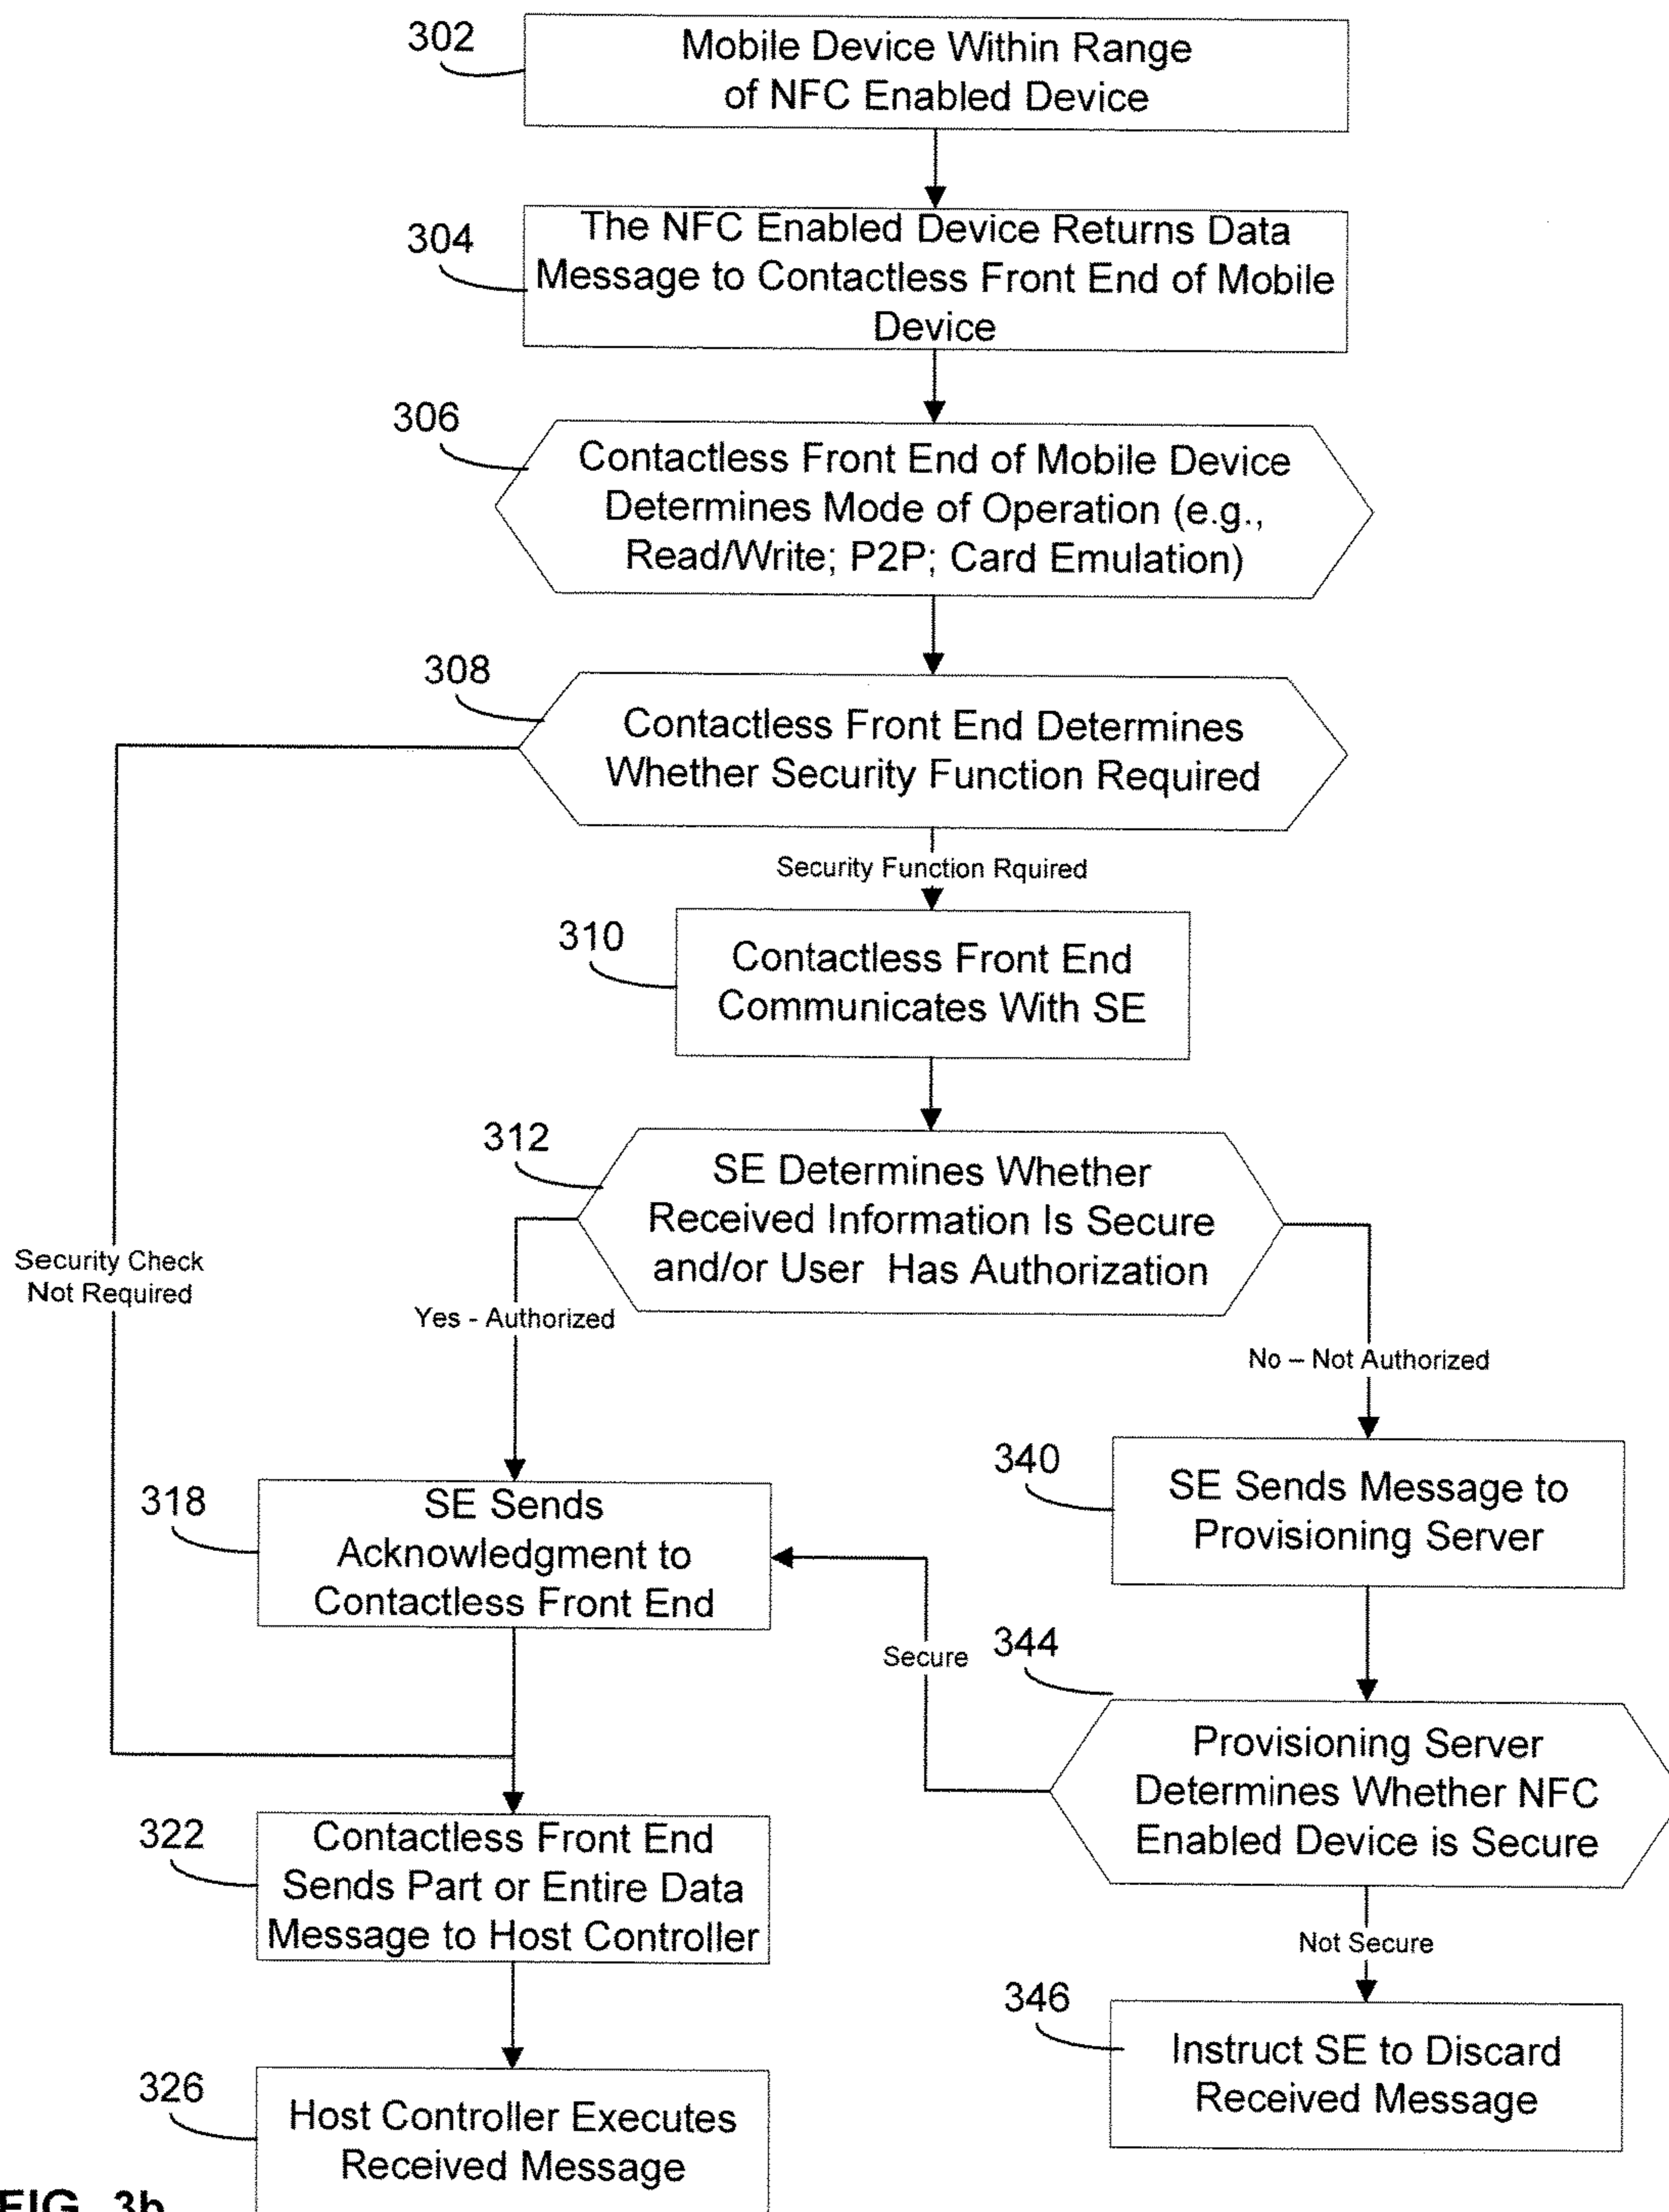 302
Mobile Device Within Range
of NFC Enabled Device
304
The NFC Enabled Device Returns Data
Message to Contactless Front End of Mobile
Device
306
Contactless Front End of Mobile Device
Determines Mode of Operation (e.g.,
Read/Write; P2P; Card Emulation)
308
Contactless Front End Determines
Whether Security Function Required
Security Function Rquired
310
Contactless Front End
Communicates With SE
312
SE Determines Whether
Received Information Is Secure
and/or User Has Authorization
Security Check
Not Required
Yes - Authorized
No – Not Authorized
318
SE Sends
Acknowledgment to
Contactless Front End
340
SE Sends Message to
Provisioning Server
Secure
344
Provisioning Server
Determines Whether NFC
Enabled Device is Secure
322
Contactless Front End
Sends Part or Entire Data
Message to Host Controller
Not Secure
346
Instruct SE to Discard
Received Message
326
Host Controller Executes
Received Message
FIG. 3b